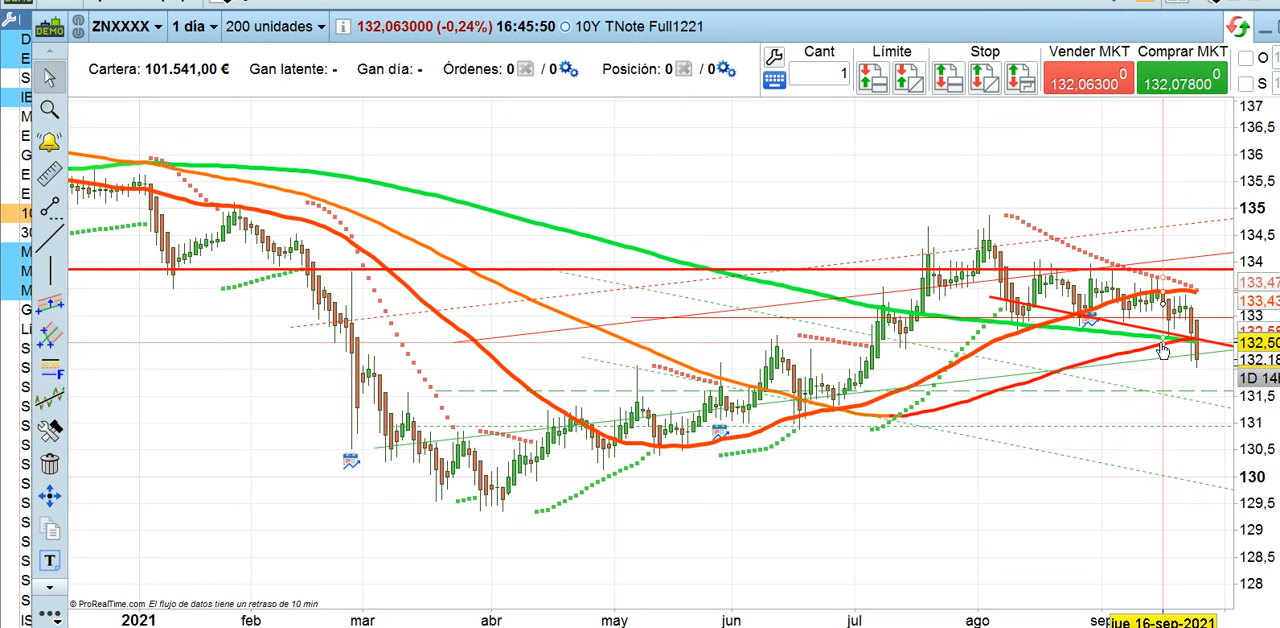 DEMO
ZNXXXX
1 día
200 unidades
132,063000 (-0,24%) 16:45:50
10Y TNote Full1221
Cartera: 101.541,00 €
Gan latente: -
Gan día: -
Órdenes: 0
/ 0
Posición: 0
/ 0
Cant
1
Límite
Stop
Vender MKT
Comprar MKT
132,06300 0
132,07800 0
O
S
137
136,5
136
135,5
135
134,5
134
133,47
133,43
133
132,50
132,18
1D 14H
131,5
131
130,5
130
129,5
129
128,5
128
F
T
© ProRealTime.com El flujo de datos tiene un retraso de 10 min
2021
feb
mar
abr
may
jun
jul
ago
sep
jue 16-sep-2021